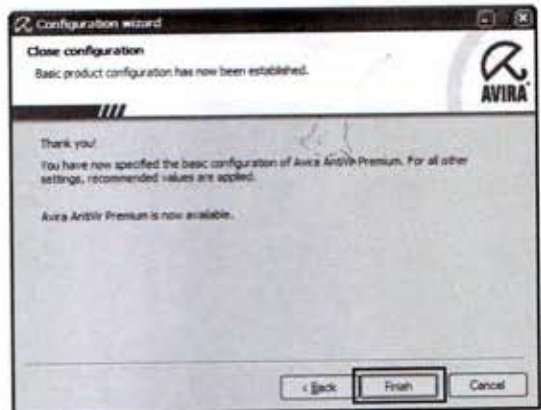 Configuration wizard
Close configuration
Basic product configuration has now been established.
AVIRA
Thank you!
You have now specified the basic configuration of Avira AntiVir Premium. For all other
settings, recommended values are applied.
Avira AntiVir Premium is now available.
< Back
Finish
Cancel